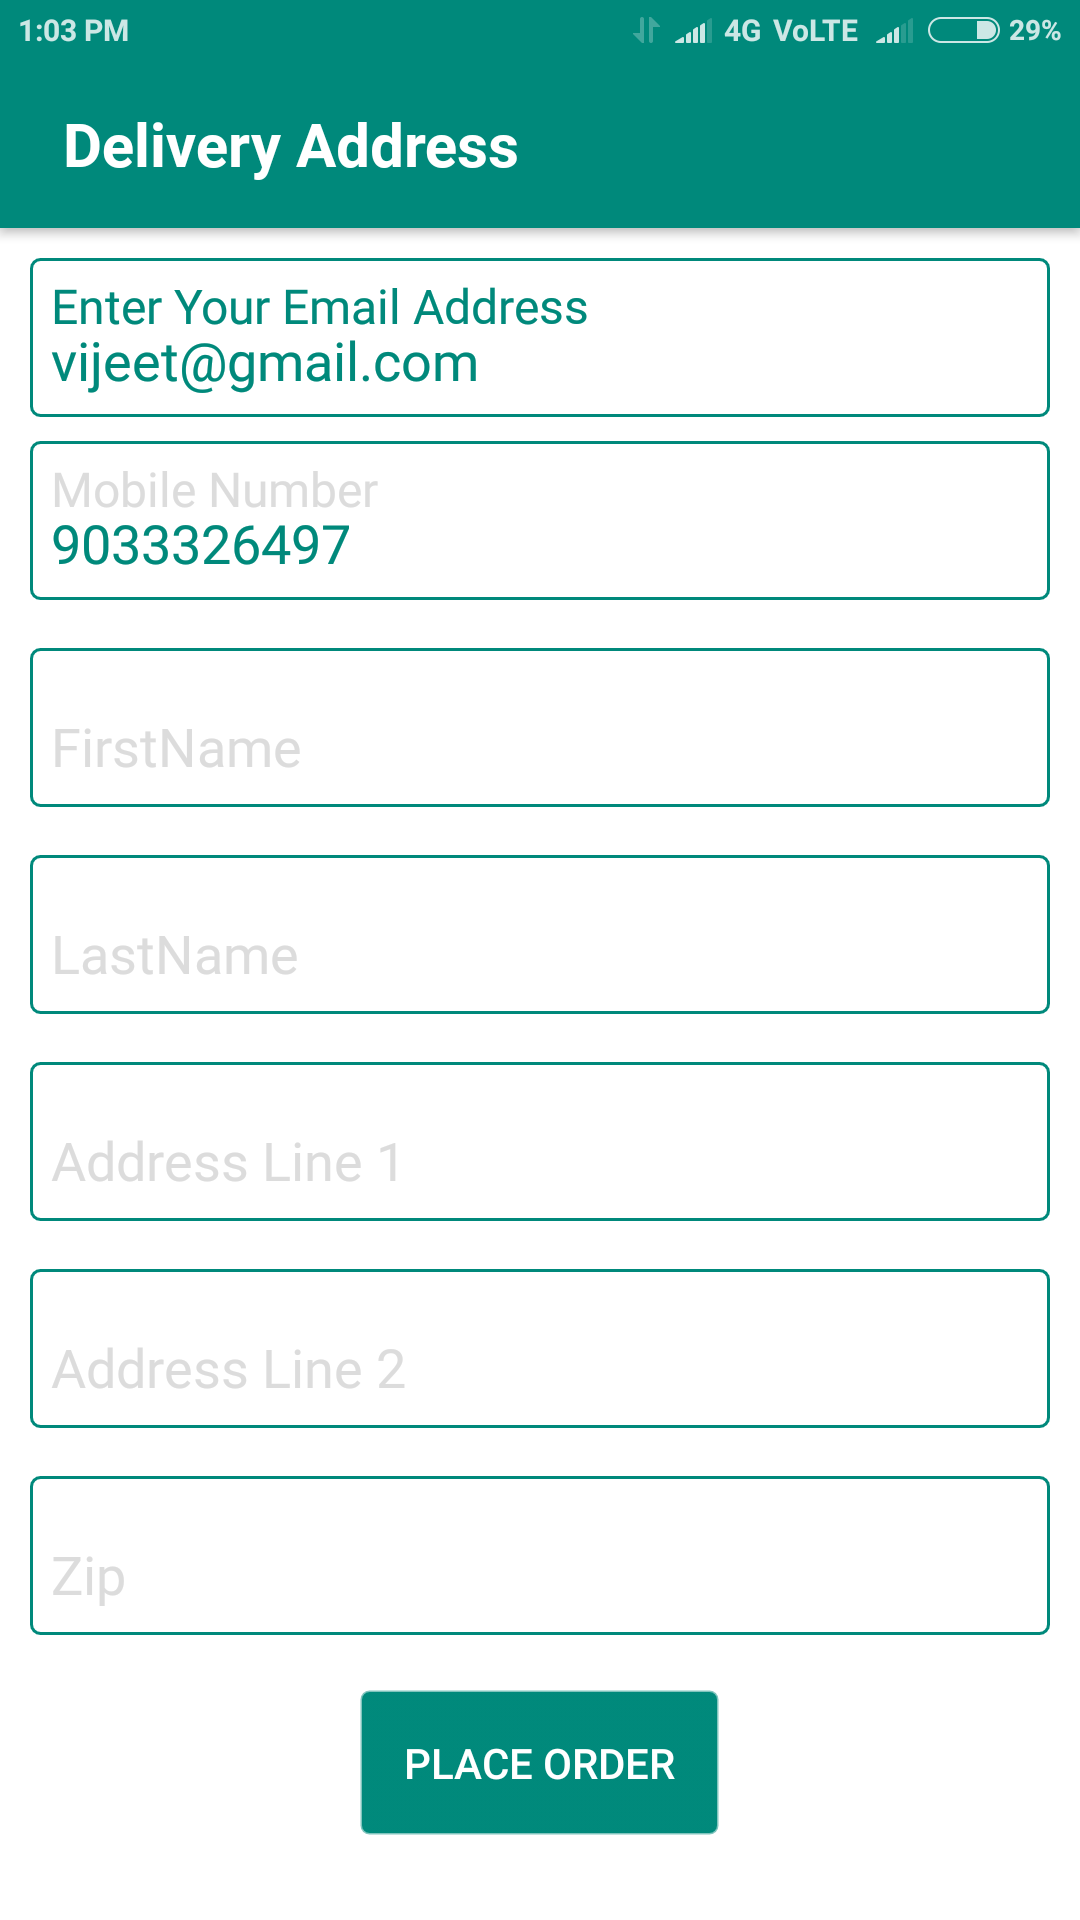 1:03 PM 4G VoLTE 29%
Delivery Address
Enter Your Email Address
vijeet@gmail.com
Mobile Number
9033326497
FirstName
LastName
Address Line 1
Address Line 2
Zip
PLACE ORDER